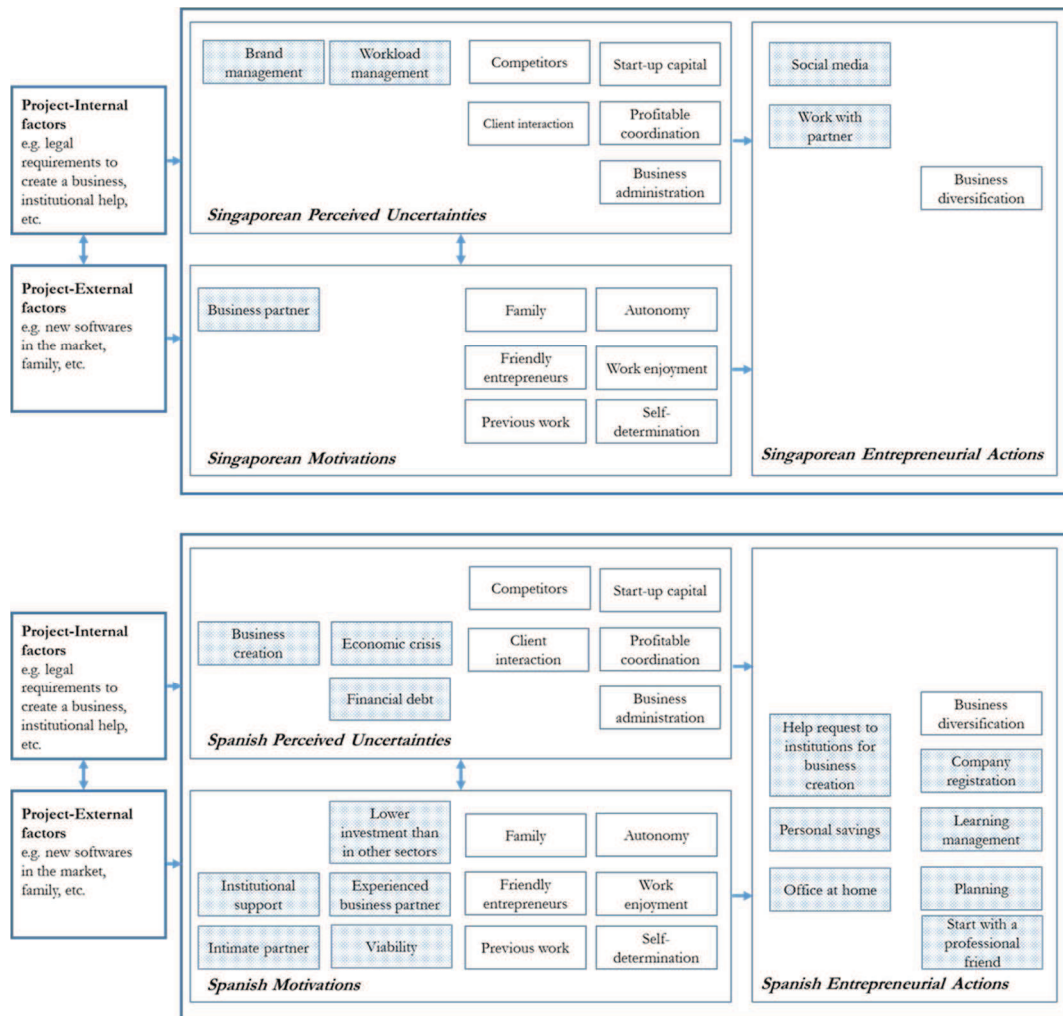 Brand
management
Workload
management
Competitors
Start-up capital
Social media
Project-Internal
factors
e.g. legal
requirements to
create a business,
institutional help,
etc.
Client interaction
Profitable
coordination
Work with
partner
Business
administration
Business
diversification
Singaporean Perceived Uncertainties
Project-External
factors
e.g. new softwares
in the market,
family, etc.
Business partner
Family
Autonomy
Friendly
entrepreneurs
Work enjoyment
Previous work
Self-
determination
Singaporean Motivations
Singaporean Entrepreneurial Actions
Competitors
Start-up capital
Project-Internal
factors
e.g. legal
requirements to
create a business,
institutional help,
etc.
Business
creation
Economic crisis
Client
interaction
Profitable
coordination
Financial debt
Business
administration
Spanish Perceived Uncertainties
Help request to
institutions for
business
creation
Business
diversification
Company
registration
Project-External
factors
e.g. new softwares
in the market,
family, etc.
Lower
investment than
in other sectors
Family
Autonomy
Personal savings
Learning
management
Institutional
support
Experienced
business partner
Friendly
entrepreneurs
Work
enjoyment
Office at home
Planning
Intimate partner
Viability
Previous work
Self-
determination
Start with a
professional
friend
Spanish Motivations
Spanish Entrepreneurial Actions